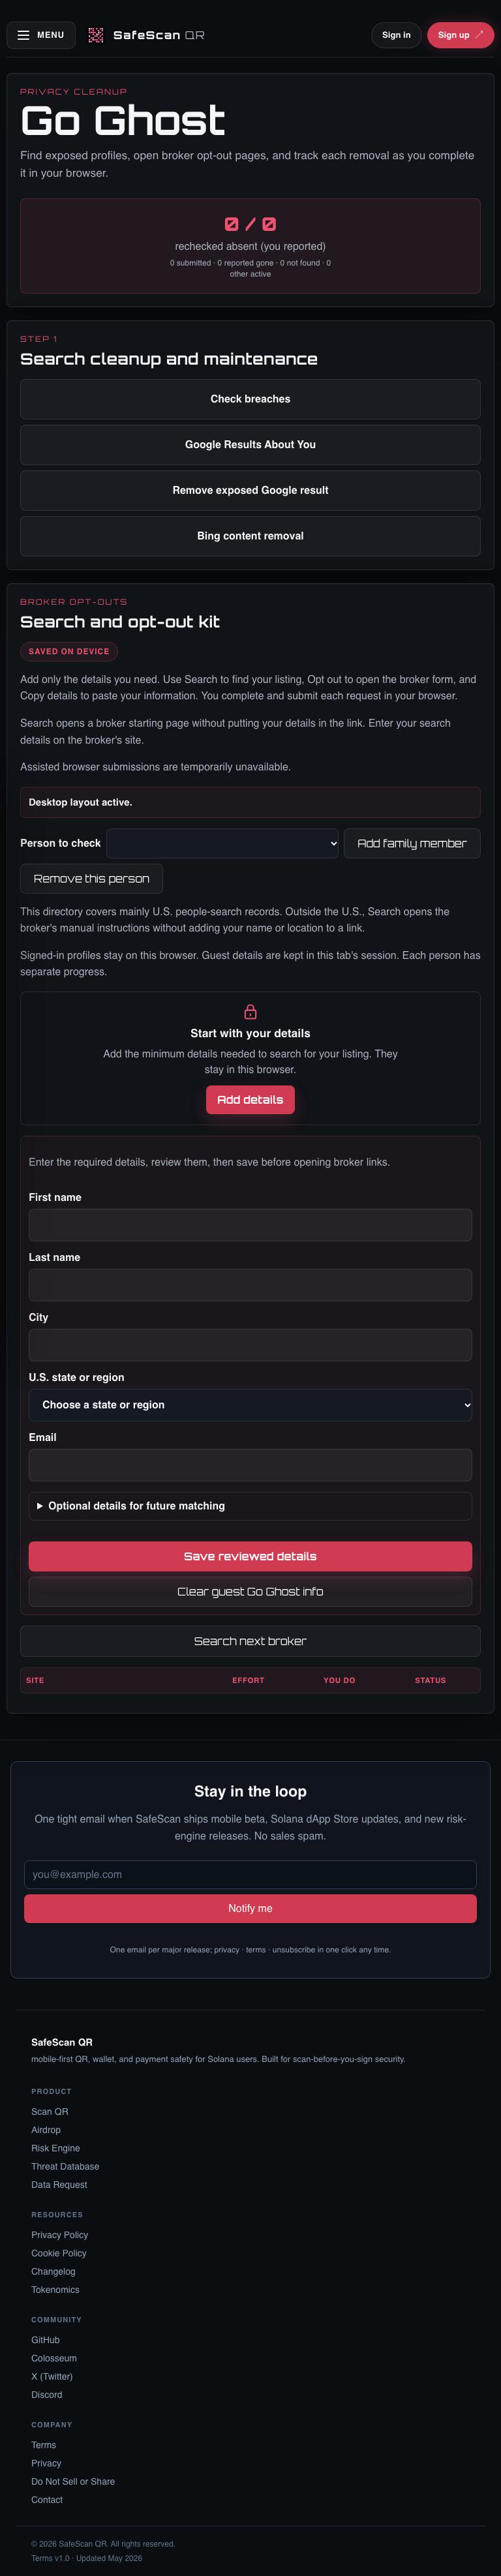 MENU
SafeScan QR
Sign in
Sign up ↗
PRIVACY CLEANUP
Go Ghost
Find exposed profiles, open broker opt-out pages, and track each removal as you complete
it in your browser.
0 / 0
rechecked absent (you reported)
0 submitted · 0 reported gone · 0 not found · 0
other active
STEP 1
Search cleanup and maintenance
Check breaches
Google Results About You
Remove exposed Google result
Bing content removal
BROKER OPT-OUTS
Search and opt-out kit
SAVED ON DEVICE
Add only the details you need. Use Search to find your listing, Opt out to open the broker form, and
Copy details to paste your information. You complete and submit each request in your browser.
Search opens a broker starting page without putting your details in the link. Enter your search
details on the broker's site.
Assisted browser submissions are temporarily unavailable.
Desktop layout active.
Person to check
Add family member
Remove this person
This directory covers mainly U.S. people-search records. Outside the U.S., Search opens the
broker's manual instructions without adding your name or location to a link.
Signed-in profiles stay on this browser. Guest details are kept in this tab's session. Each person has
separate progress.
Start with your details
Add the minimum details needed to search for your listing. They
stay in this browser.
Add details
Enter the required details, review them, then save before opening broker links.
First name
Last name
City
U.S. state or region
Choose a state or region
Email
▶ Optional details for future matching
Save reviewed details
Clear guest Go Ghost info
Search next broker
SITE
EFFORT
YOU DO
STATUS
Stay in the loop
One tight email when SafeScan ships mobile beta, Solana dApp Store updates, and new risk-
engine releases. No sales spam.
you@example.com
Notify me
One email per major release; privacy · terms · unsubscribe in one click any time.
SafeScan QR
mobile-first QR, wallet, and payment safety for Solana users. Built for scan-before-you-sign security.
PRODUCT
Scan QR
Airdrop
Risk Engine
Threat Database
Data Request
RESOURCES
Privacy Policy
Cookie Policy
Changelog
Tokenomics
COMMUNITY
GitHub
Colosseum
X (Twitter)
Discord
COMPANY
Terms
Privacy
Do Not Sell or Share
Contact
© 2026 SafeScan QR. All rights reserved.
Terms v1.0 · Updated May 2026